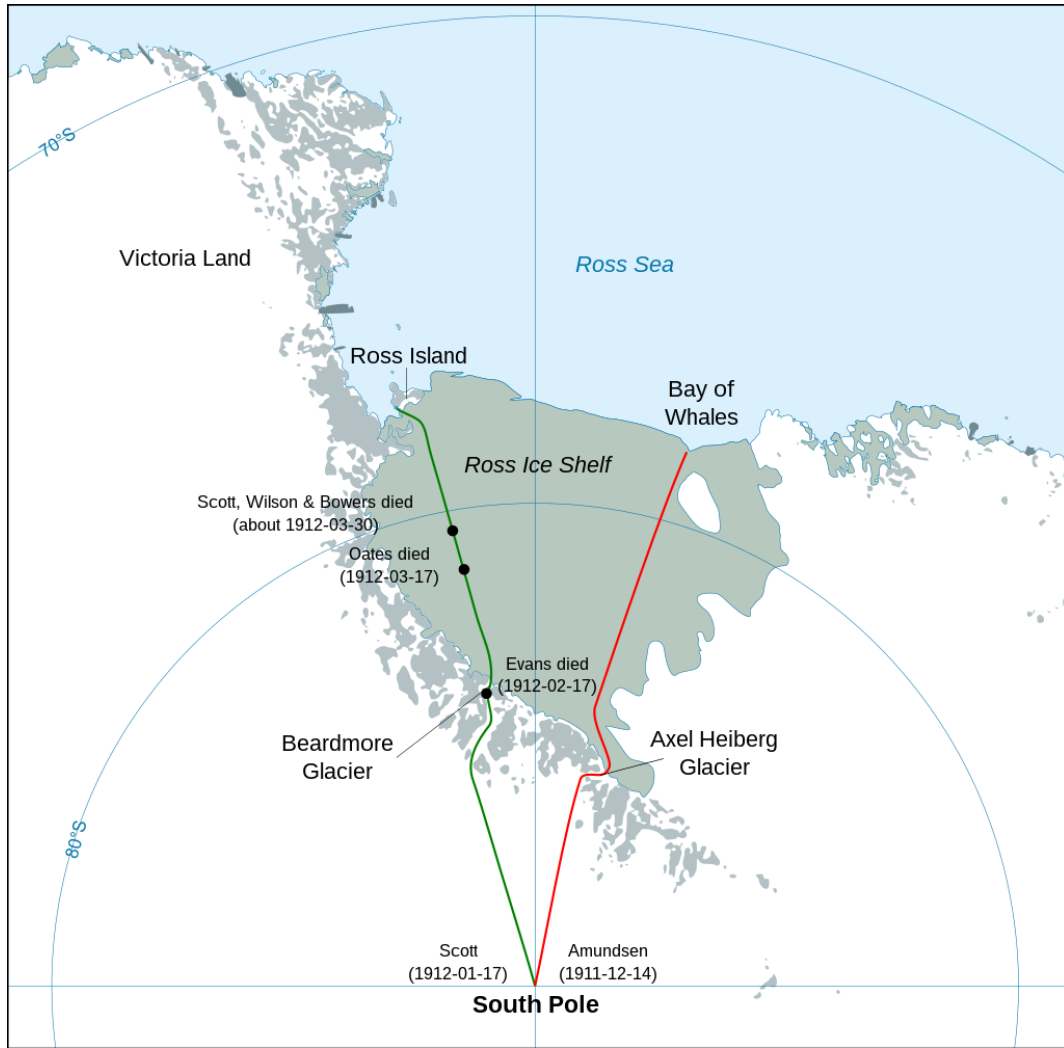 70°S
Victoria Land
Ross Sea
Ross Island
Bay of
Whales
Ross Ice Shelf
Scott, Wilson & Bowers died
(about 1912-03-30)
Oates died
(1912-03-17)
Evans died
(1912-02-17)
Beardmore
Glacier
Axel Heiberg
Glacier
80°S
Scott
(1912-01-17)
Amundsen
(1911-12-14)
South Pole